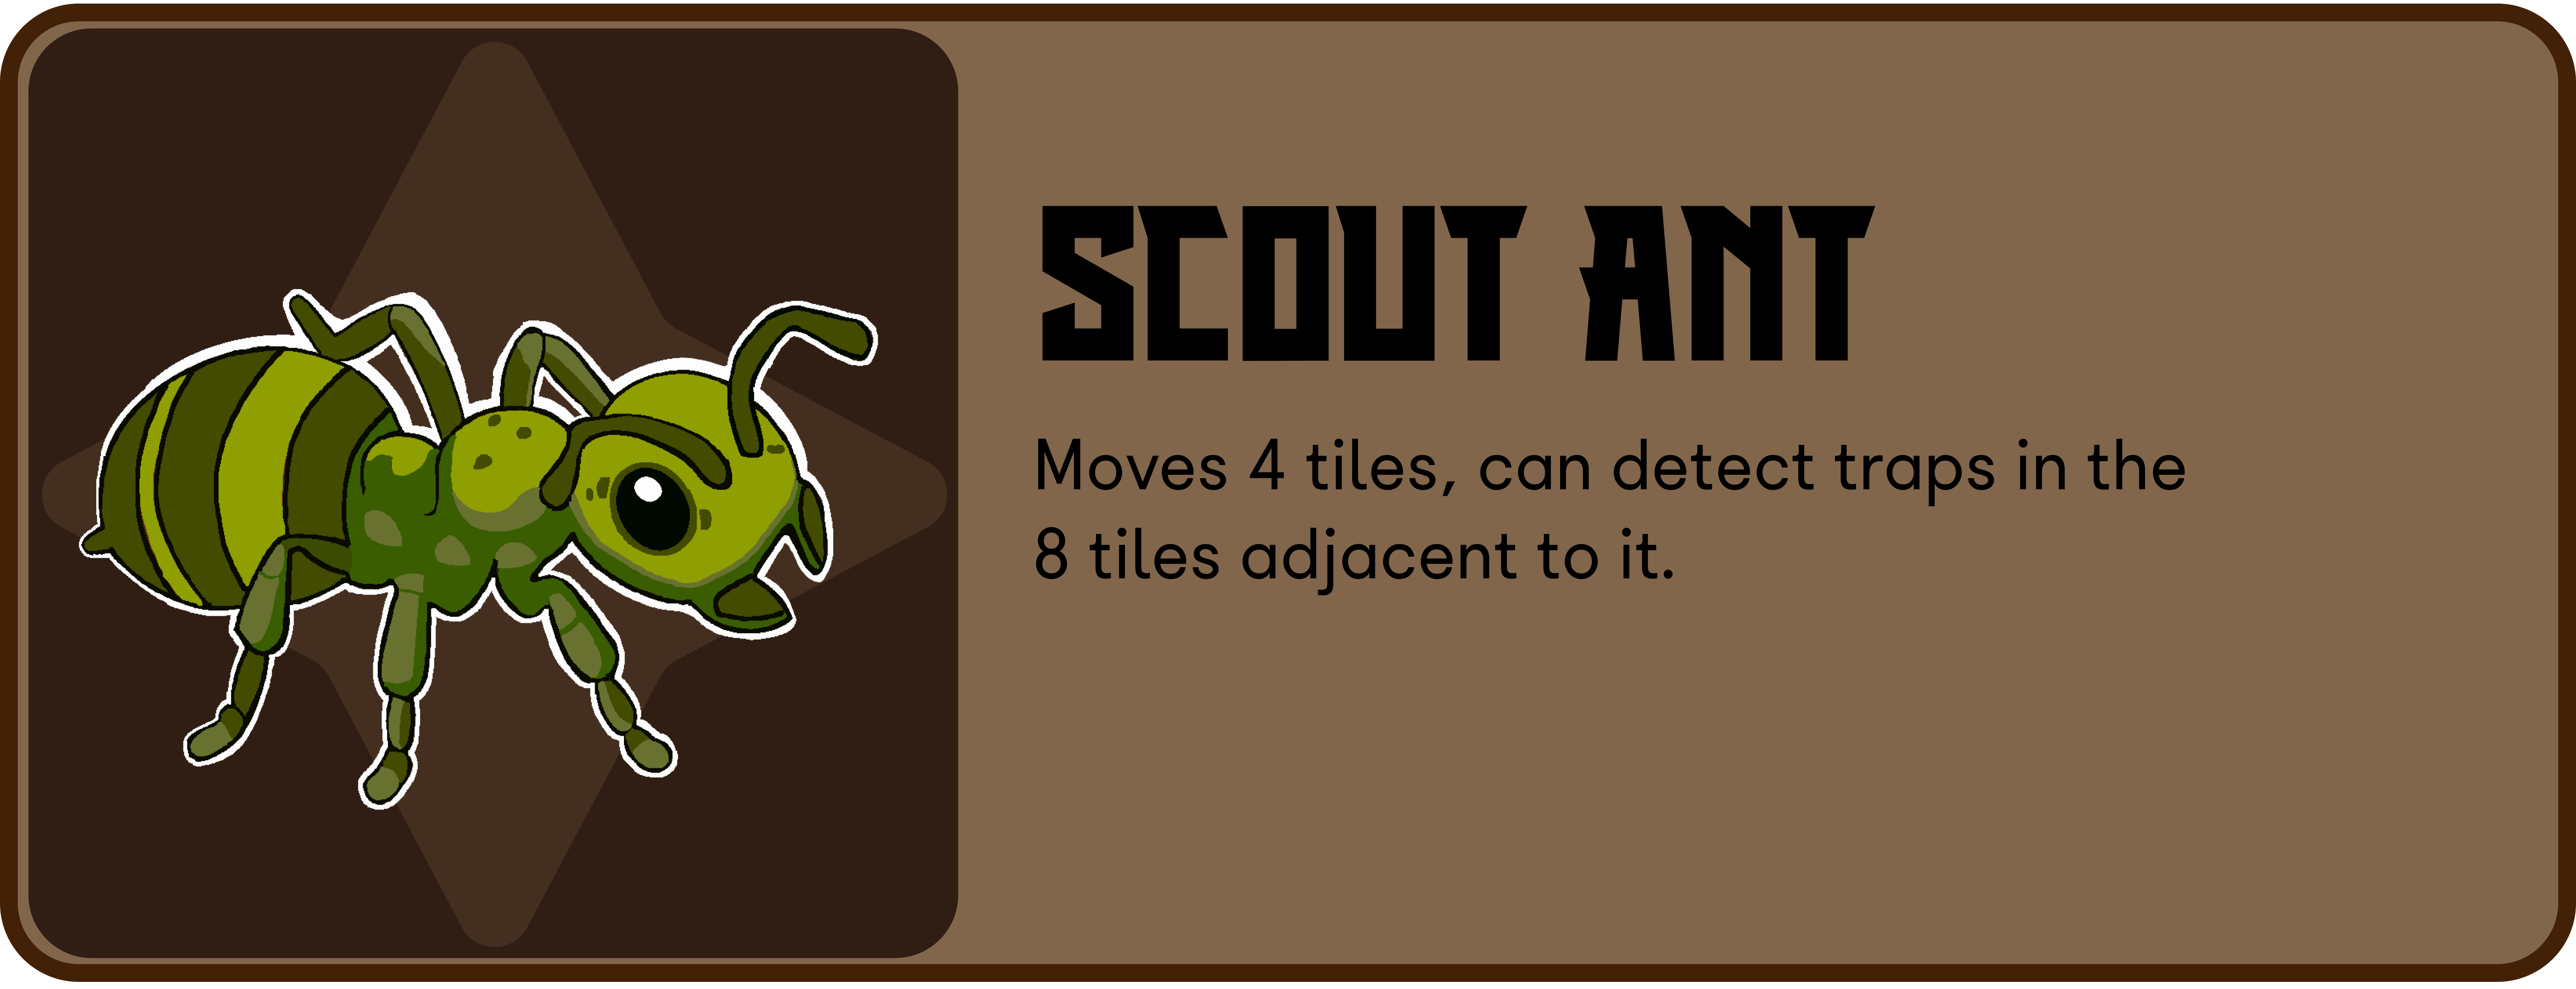 SCOUT ANT
Moves 4 tiles, can detect traps in the
8 tiles adjacent to it.